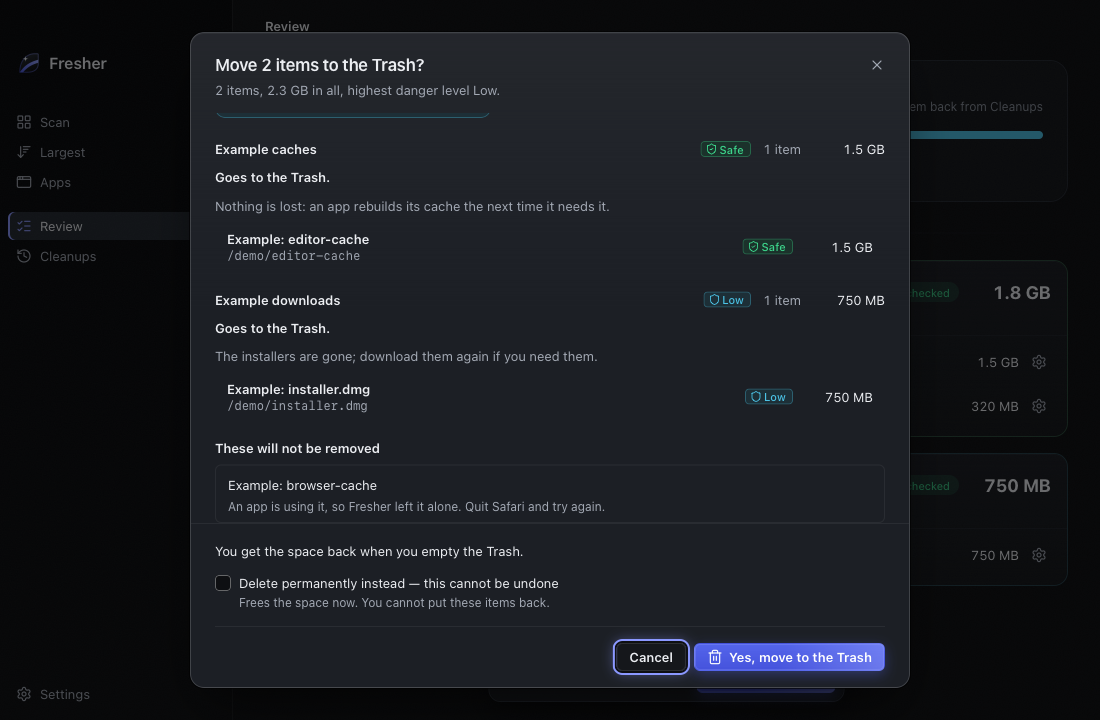 Review
Fresher
Scan
Largest
Apps
Review
Cleanups
Settings
Move 2 items to the Trash?
2 items, 2.3 GB in all, highest danger level Low.
Example caches Safe 1 item 1.5 GB
Goes to the Trash.
Nothing is lost: an app rebuilds its cache the next time it needs it.
Example: editor-cache Safe 1.5 GB
/demo/editor-cache
Example downloads Low 1 item 750 MB
Goes to the Trash.
The installers are gone; download them again if you need them.
Example: installer.dmg Low 750 MB
/demo/installer.dmg
These will not be removed
Example: browser-cache
An app is using it, so Fresher left it alone. Quit Safari and try again.
You get the space back when you empty the Trash.
Delete permanently instead — this cannot be undone
Frees the space now. You cannot put these items back.
Cancel Yes, move to the Trash
back from Cleanups
1.8 GB
1.5 GB
320 MB
750 MB
750 MB